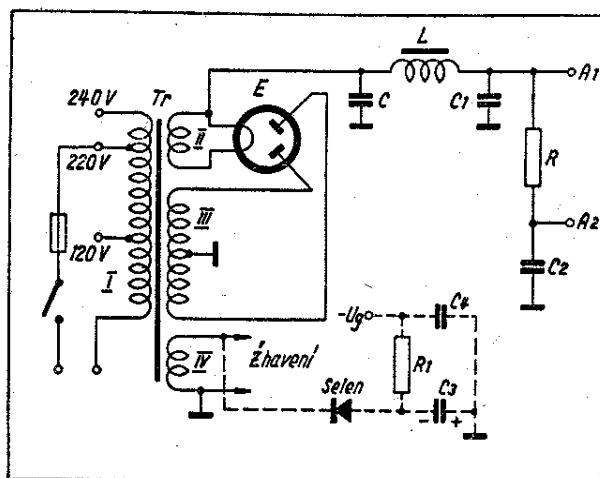 L
240V Tr E C C1 A1
II
220V
R
III
120V
I
A2
C2
-Ug C4
IV Žhavení R1
Selen C3
- +